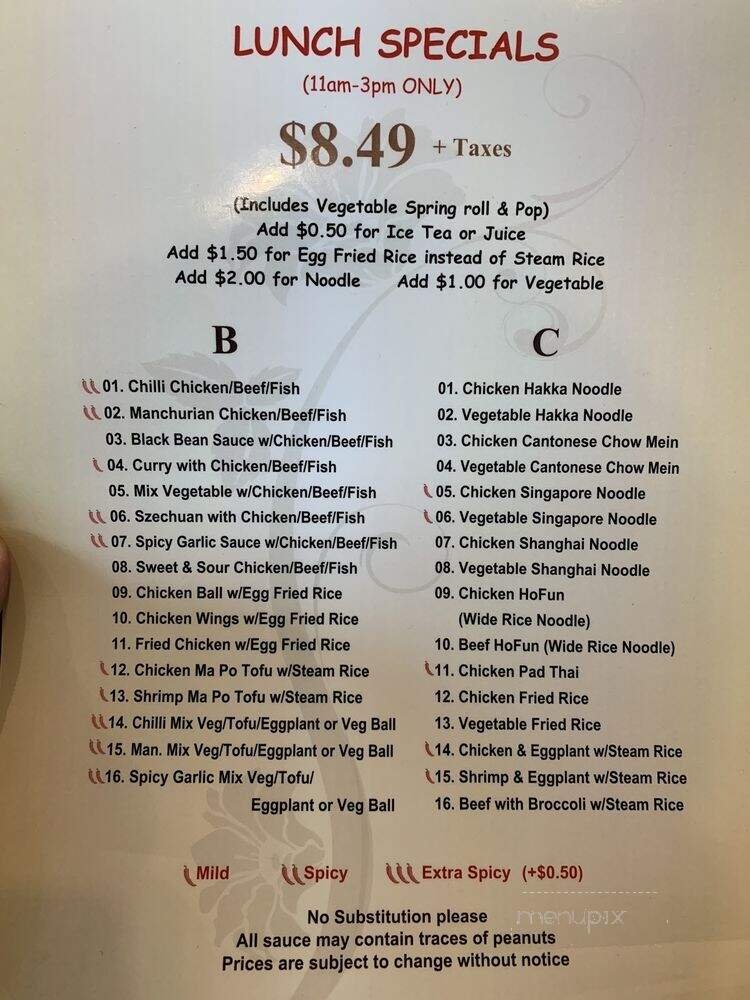 LUNCH SPECIALS
(11am-3pm ONLY)
$8.49 + Taxes
(Includes Vegetable Spring roll & Pop)
Add $0.50 for Ice Tea or Juice
Add $1.50 for Egg Fried Rice instead of Steam Rice
Add $2.00 for Noodle Add $1.00 for Vegetable
B
01. Chilli Chicken/Beef/Fish
02. Manchurian Chicken/Beef/Fish
03. Black Bean Sauce w/Chicken/Beef/Fish
04. Curry with Chicken/Beef/Fish
05. Mix Vegetable w/Chicken/Beef/Fish
06. Szechuan with Chicken/Beef/Fish
07. Spicy Garlic Sauce w/Chicken/Beef/Fish
08. Sweet & Sour Chicken/Beef/Fish
09. Chicken Ball w/Egg Fried Rice
10. Chicken Wings w/Egg Fried Rice
11. Fried Chicken w/Egg Fried Rice
12. Chicken Ma Po Tofu w/Steam Rice
13. Shrimp Ma Po Tofu w/Steam Rice
14. Chilli Mix Veg/Tofu/Eggplant or Veg Ball
15. Man. Mix Veg/Tofu/Eggplant or Veg Ball
16. Spicy Garlic Mix Veg/Tofu/
Eggplant or Veg Ball
C
01. Chicken Hakka Noodle
02. Vegetable Hakka Noodle
03. Chicken Cantonese Chow Mein
04. Vegetable Cantonese Chow Mein
05. Chicken Singapore Noodle
06. Vegetable Singapore Noodle
07. Chicken Shanghai Noodle
08. Vegetable Shanghai Noodle
09. Chicken HoFun
(Wide Rice Noodle)
10. Beef HoFun (Wide Rice Noodle)
11. Chicken Pad Thai
12. Chicken Fried Rice
13. Vegetable Fried Rice
14. Chicken & Eggplant w/Steam Rice
15. Shrimp & Eggplant w/Steam Rice
16. Beef with Broccoli w/Steam Rice
Mild Spicy Extra Spicy (+$0.50)
No Substitution please
All sauce may contain traces of peanuts
Prices are subject to change without notice
menupix